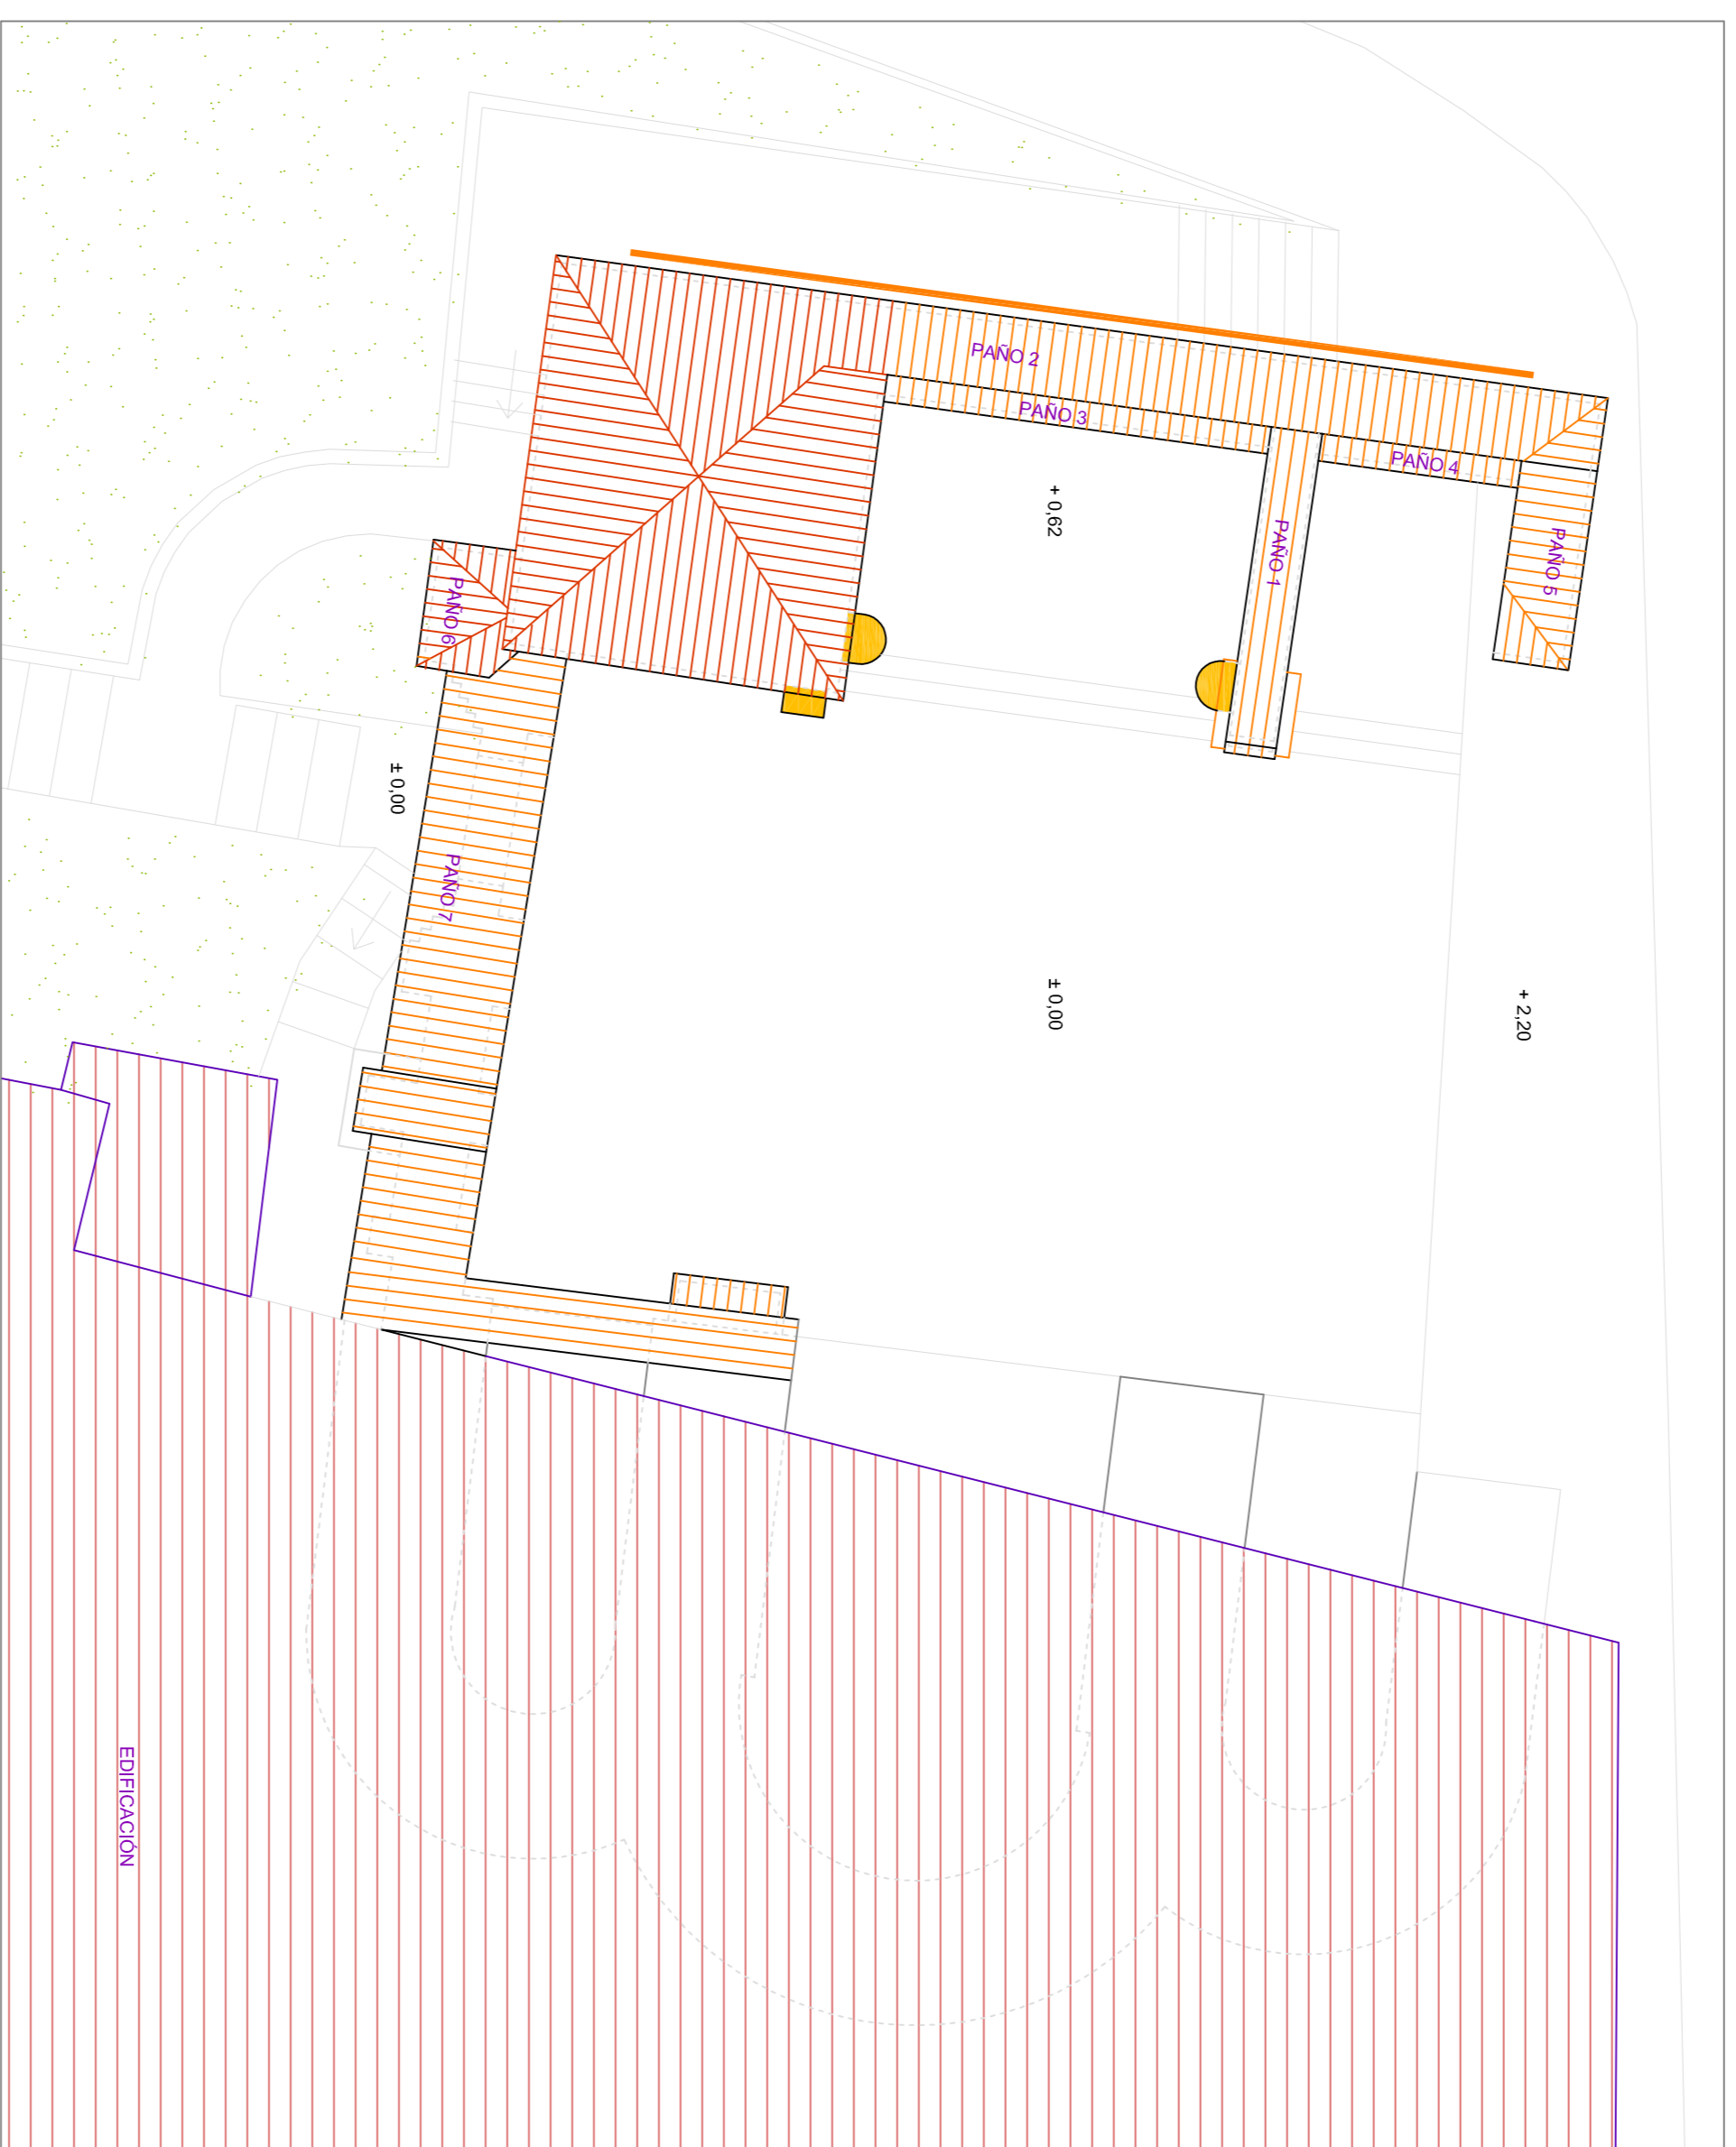 PAÑO 2
PAÑO 3
PAÑO 4
+ 0,62
PAÑO 1
PAÑO 5
PAÑO 6
± 0,00
PAÑO 7
± 0,00
+ 2,20
EDIFICACIÓN